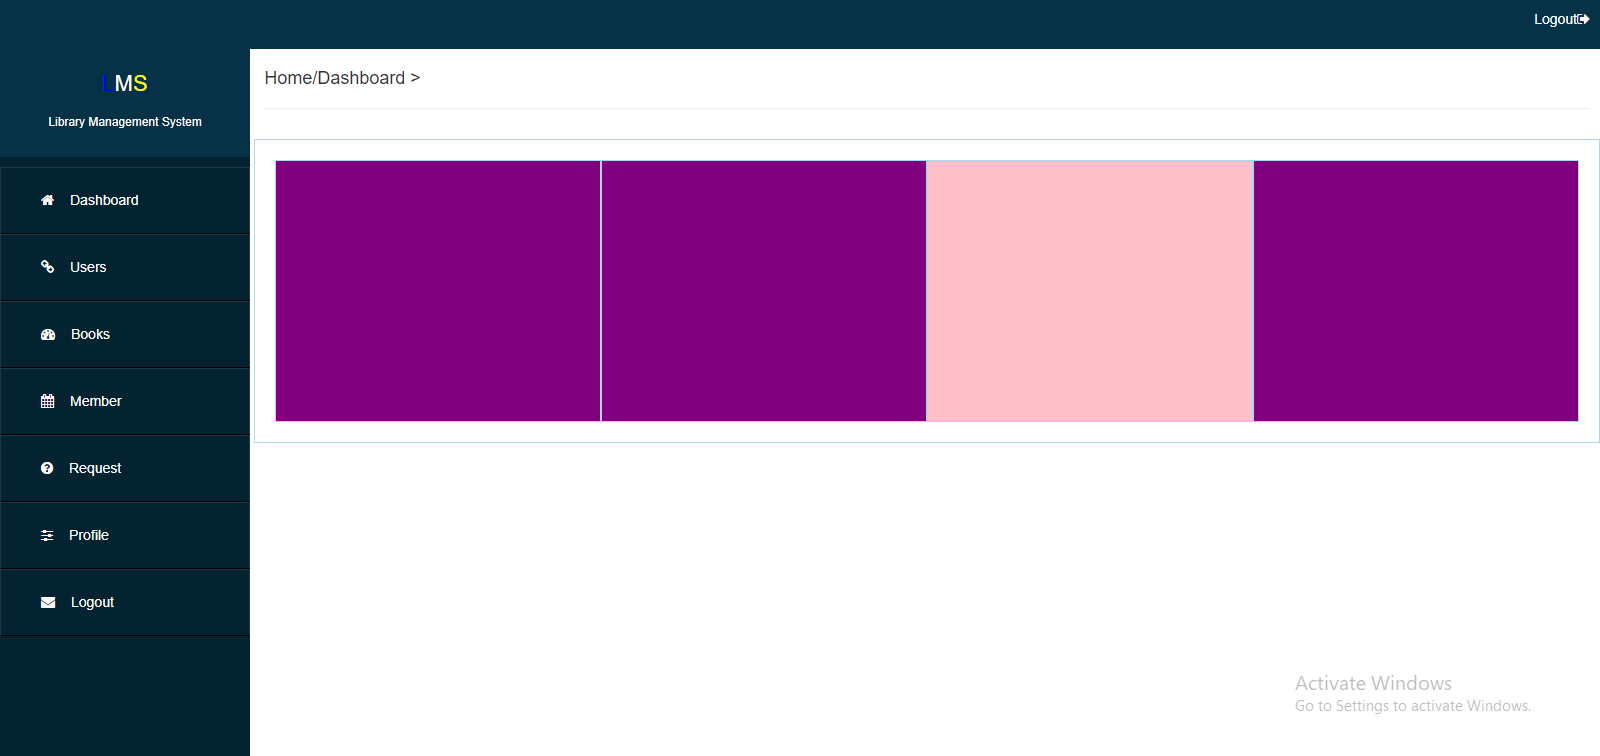 Logout
LMS
Library Management System
Home/Dashboard >
Dashboard
Users
Books
Member
Request
Profile
Logout
Activate Windows
Go to Settings to activate Windows.